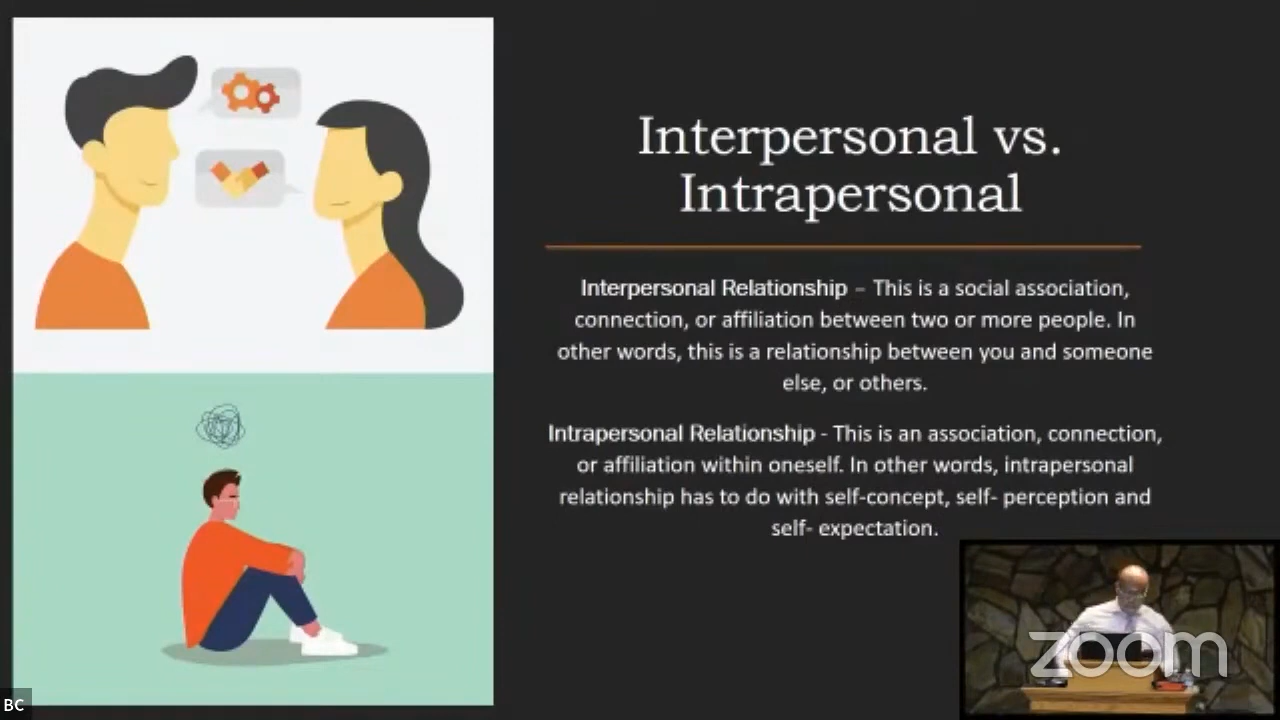 Interpersonal vs.
Intrapersonal
Interpersonal Relationship – This is a social association,
connection, or affiliation between two or more people. In
other words, this is a relationship between you and someone
else, or others.
Intrapersonal Relationship - This is an association, connection,
or affiliation within oneself. In other words, intrapersonal
relationship has to do with self-concept, self- perception and
self- expectation.
zoom
BC